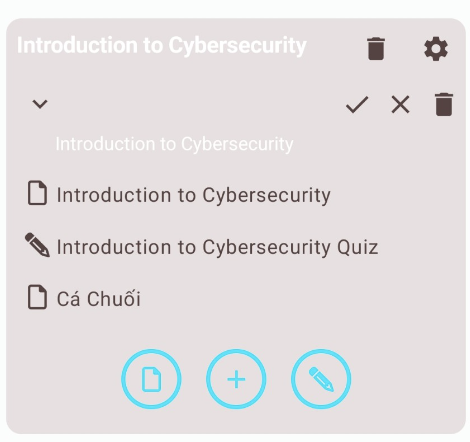 Introduction to Cybersecurity
Introduction to Cybersecurity
Introduction to Cybersecurity
Introduction to Cybersecurity Quiz
Cá Chuối